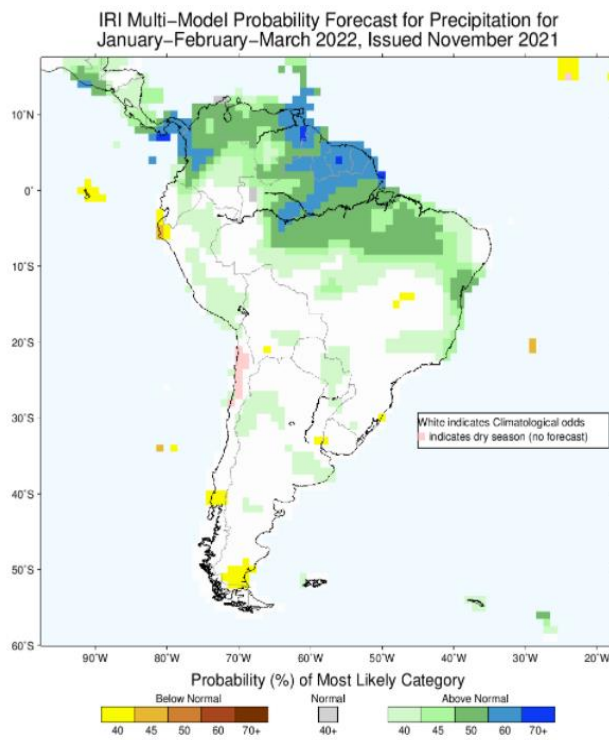 IRI Multi-Model Probability Forecast for Precipitation for
January-February-March 2022, Issued November 2021
10°N
0°
10°S
20°S
30°S
40°S
50°S
60°S
White indicates Climatological odds
indicates dry season (no forecast)
90°W 80°W 70°W 60°W 50°W 40°W 30°W 20°W
Probability (%) of Most Likely Category
Below Normal Normal Above Normal
40 45 50 60 70+ 40+ 40 45 50 60 70+